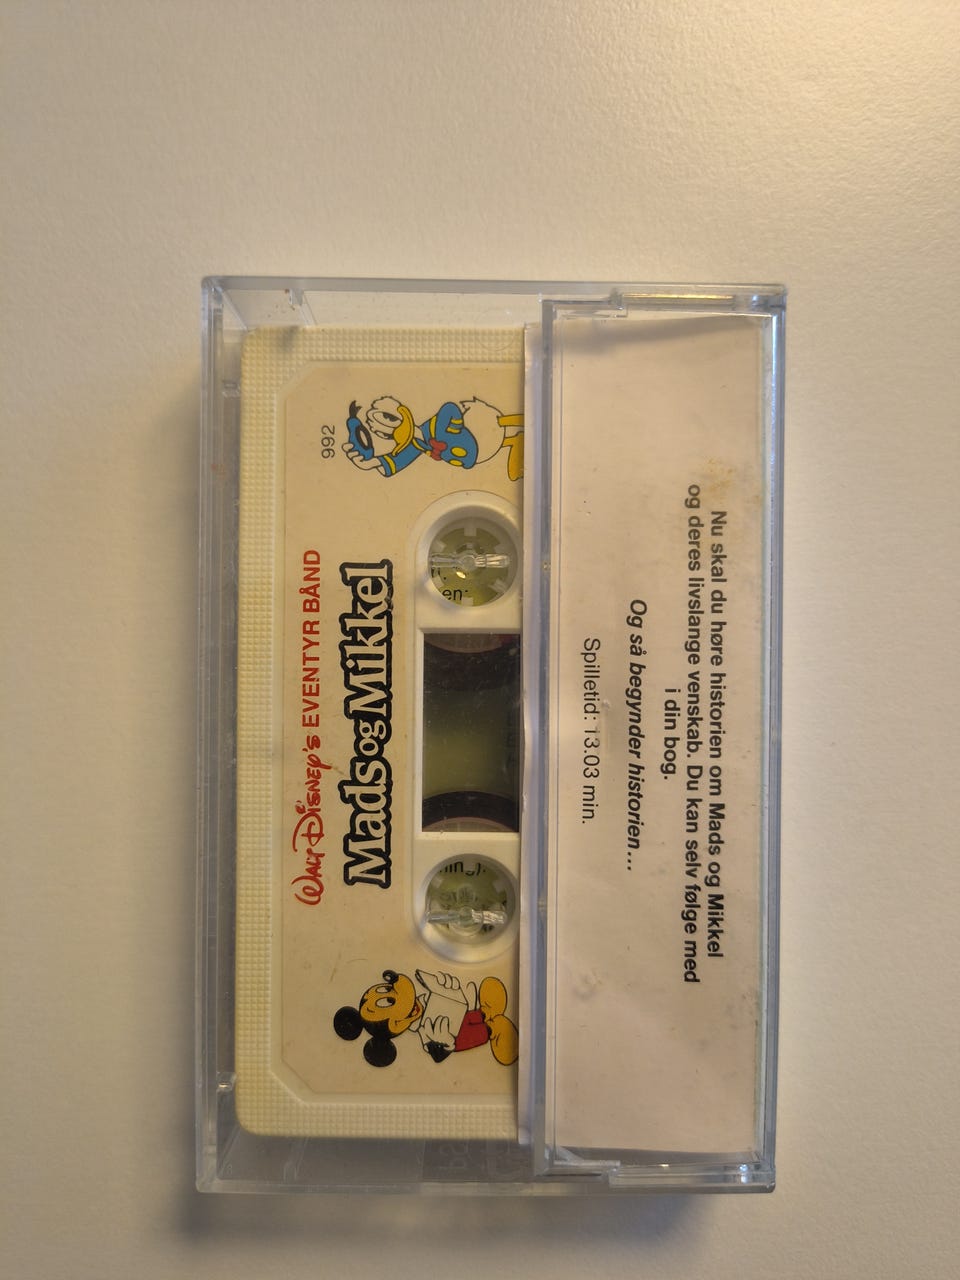 992
WALT DISNEY'S EVENTYR BÅND
Mads og Mikkel
en:
Nu skal du høre historien om Mads og Mikkel
og deres livslange venskab. Du kan selv følge med
i din bog.
Og så begynder historien...
Spilletid: 13.03 min.